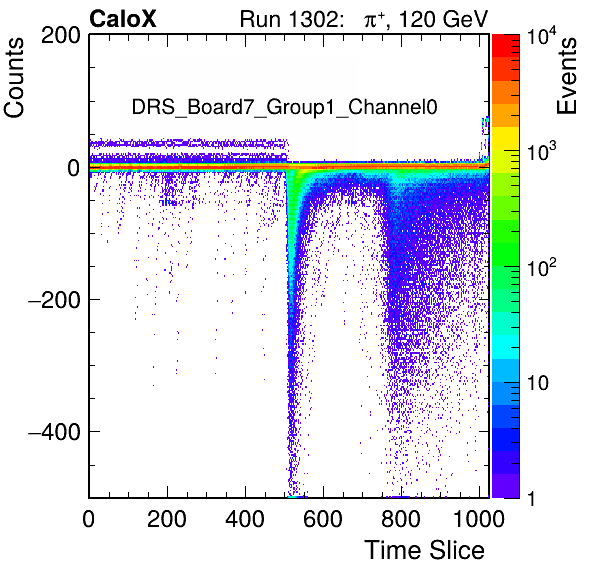 CaloX Run 1302: π⁺, 120 GeV
DRS_Board7_Group1_Channel0
Counts
200
0
−200
−400
0 200 400 600 800 1000
Time Slice
Events
10⁴
10³
10²
10
1